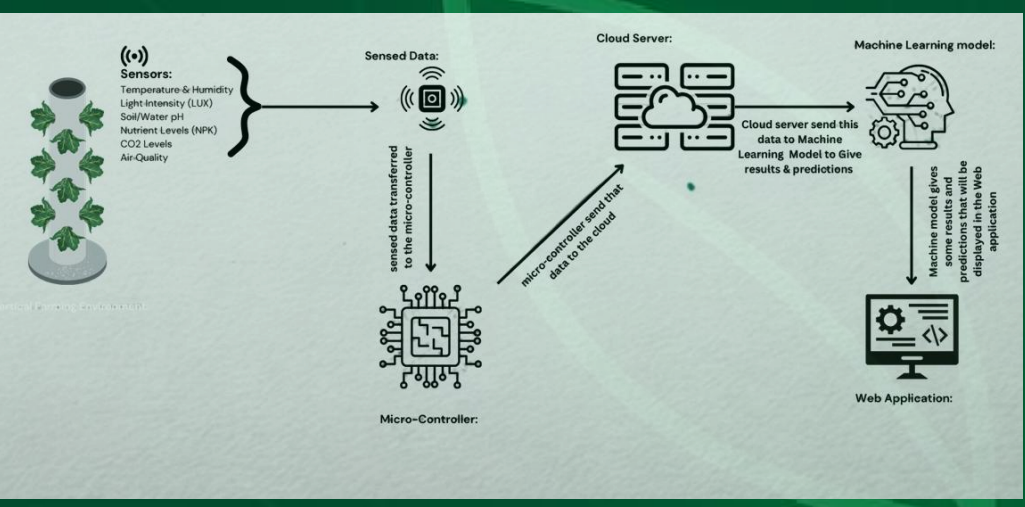 Sensors:
Temperature & Humidity
Light Intensity (LUX)
Soil/Water pH
Nutrient Levels (NPK)
CO2 Levels
Air Quality
Sensed Data:
sensed data transferred
to the micro-controller
Micro-Controller:
micro-controller send that
data to the cloud
Cloud Server:
Cloud server send this
data to Machine
Learning Model to Give
results & predictions
Machine Learning model:
Machine model gives
some results and
predictions that will be
displayed in the Web
application
Web Application: